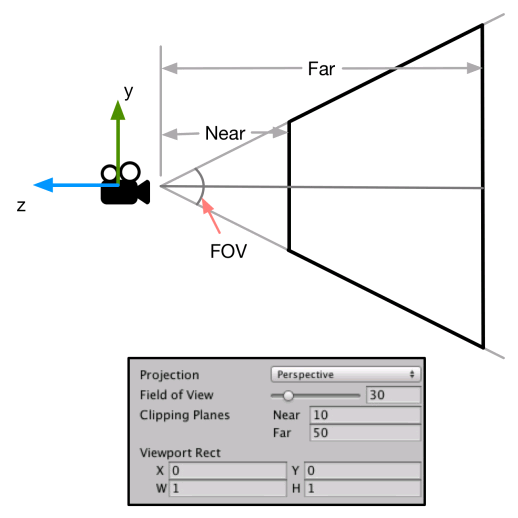 Far
y
Near
z
FOV
Projection Perspective
Field of View 30
Clipping Planes Near 10
Far 50
Viewport Rect
X 0 Y 0
W 1 H 1